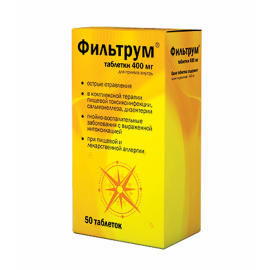 Фильтрум®
таблетки 400 мг
для приема внутрь
острые отравления
в комплексной терапии
пищевой токсикоинфекции,
сальмонеллеза, дизентерии
гнойно-воспалительные
заболевания с выраженной
интоксикацией
при пищевой и
лекарственной аллергии
50 таблеток
Фильтрум®
таблетки 400 мг